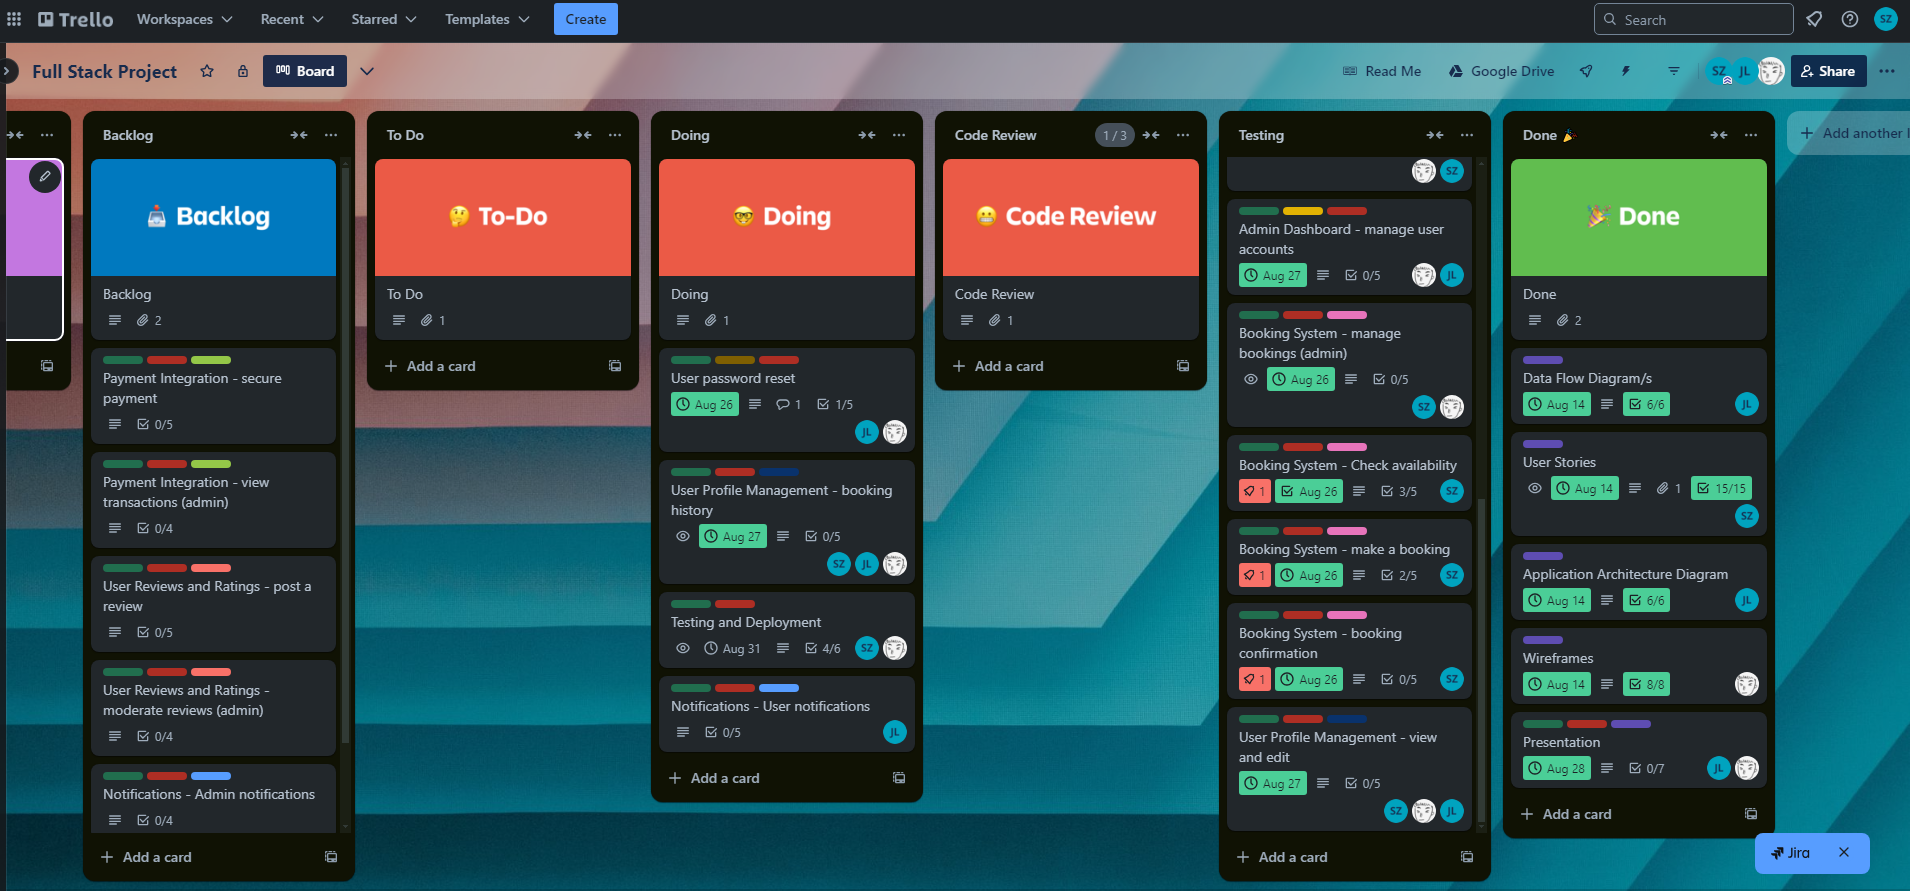 Trello
Workspaces
Recent
Starred
Templates
Create
Search
SZ
Full Stack Project
Board
Read Me
Google Drive
SZ
JL
Share
Backlog
📥 Backlog
Backlog
2
Payment Integration - secure
payment
0/5
Payment Integration - view
transactions (admin)
0/4
User Reviews and Ratings - post a
review
0/5
User Reviews and Ratings -
moderate reviews (admin)
0/4
Notifications - Admin notifications
0/4
+ Add a card
To Do
🤔 To-Do
To Do
1
+ Add a card
Doing
🤓 Doing
Doing
1
User password reset
Aug 26 1 1/5
JL
User Profile Management - booking
history
Aug 27 0/5
SZ JL
Testing and Deployment
Aug 31 4/6 SZ
Notifications - User notifications
0/5 JL
+ Add a card
Code Review 1 / 3
😬 Code Review
Code Review
1
+ Add a card
Testing
SZ
Admin Dashboard - manage user
accounts
Aug 27 0/5 JL
Booking System - manage
bookings (admin)
Aug 26 0/5
SZ
Booking System - Check availability
1 Aug 26 3/5 SZ
Booking System - make a booking
1 Aug 26 2/5 SZ
Booking System - booking
confirmation
1 Aug 26 0/5 SZ
User Profile Management - view
and edit
Aug 27 0/5
SZ JL
+ Add a card
Done 🎉
🎉 Done
Done
2
Data Flow Diagram/s
Aug 14 6/6 JL
User Stories
Aug 14 1 15/15
SZ
Application Architecture Diagram
Aug 14 6/6 JL
Wireframes
Aug 14 8/8
Presentation
Aug 28 0/7 JL
+ Add a card
+ Add another
Jira